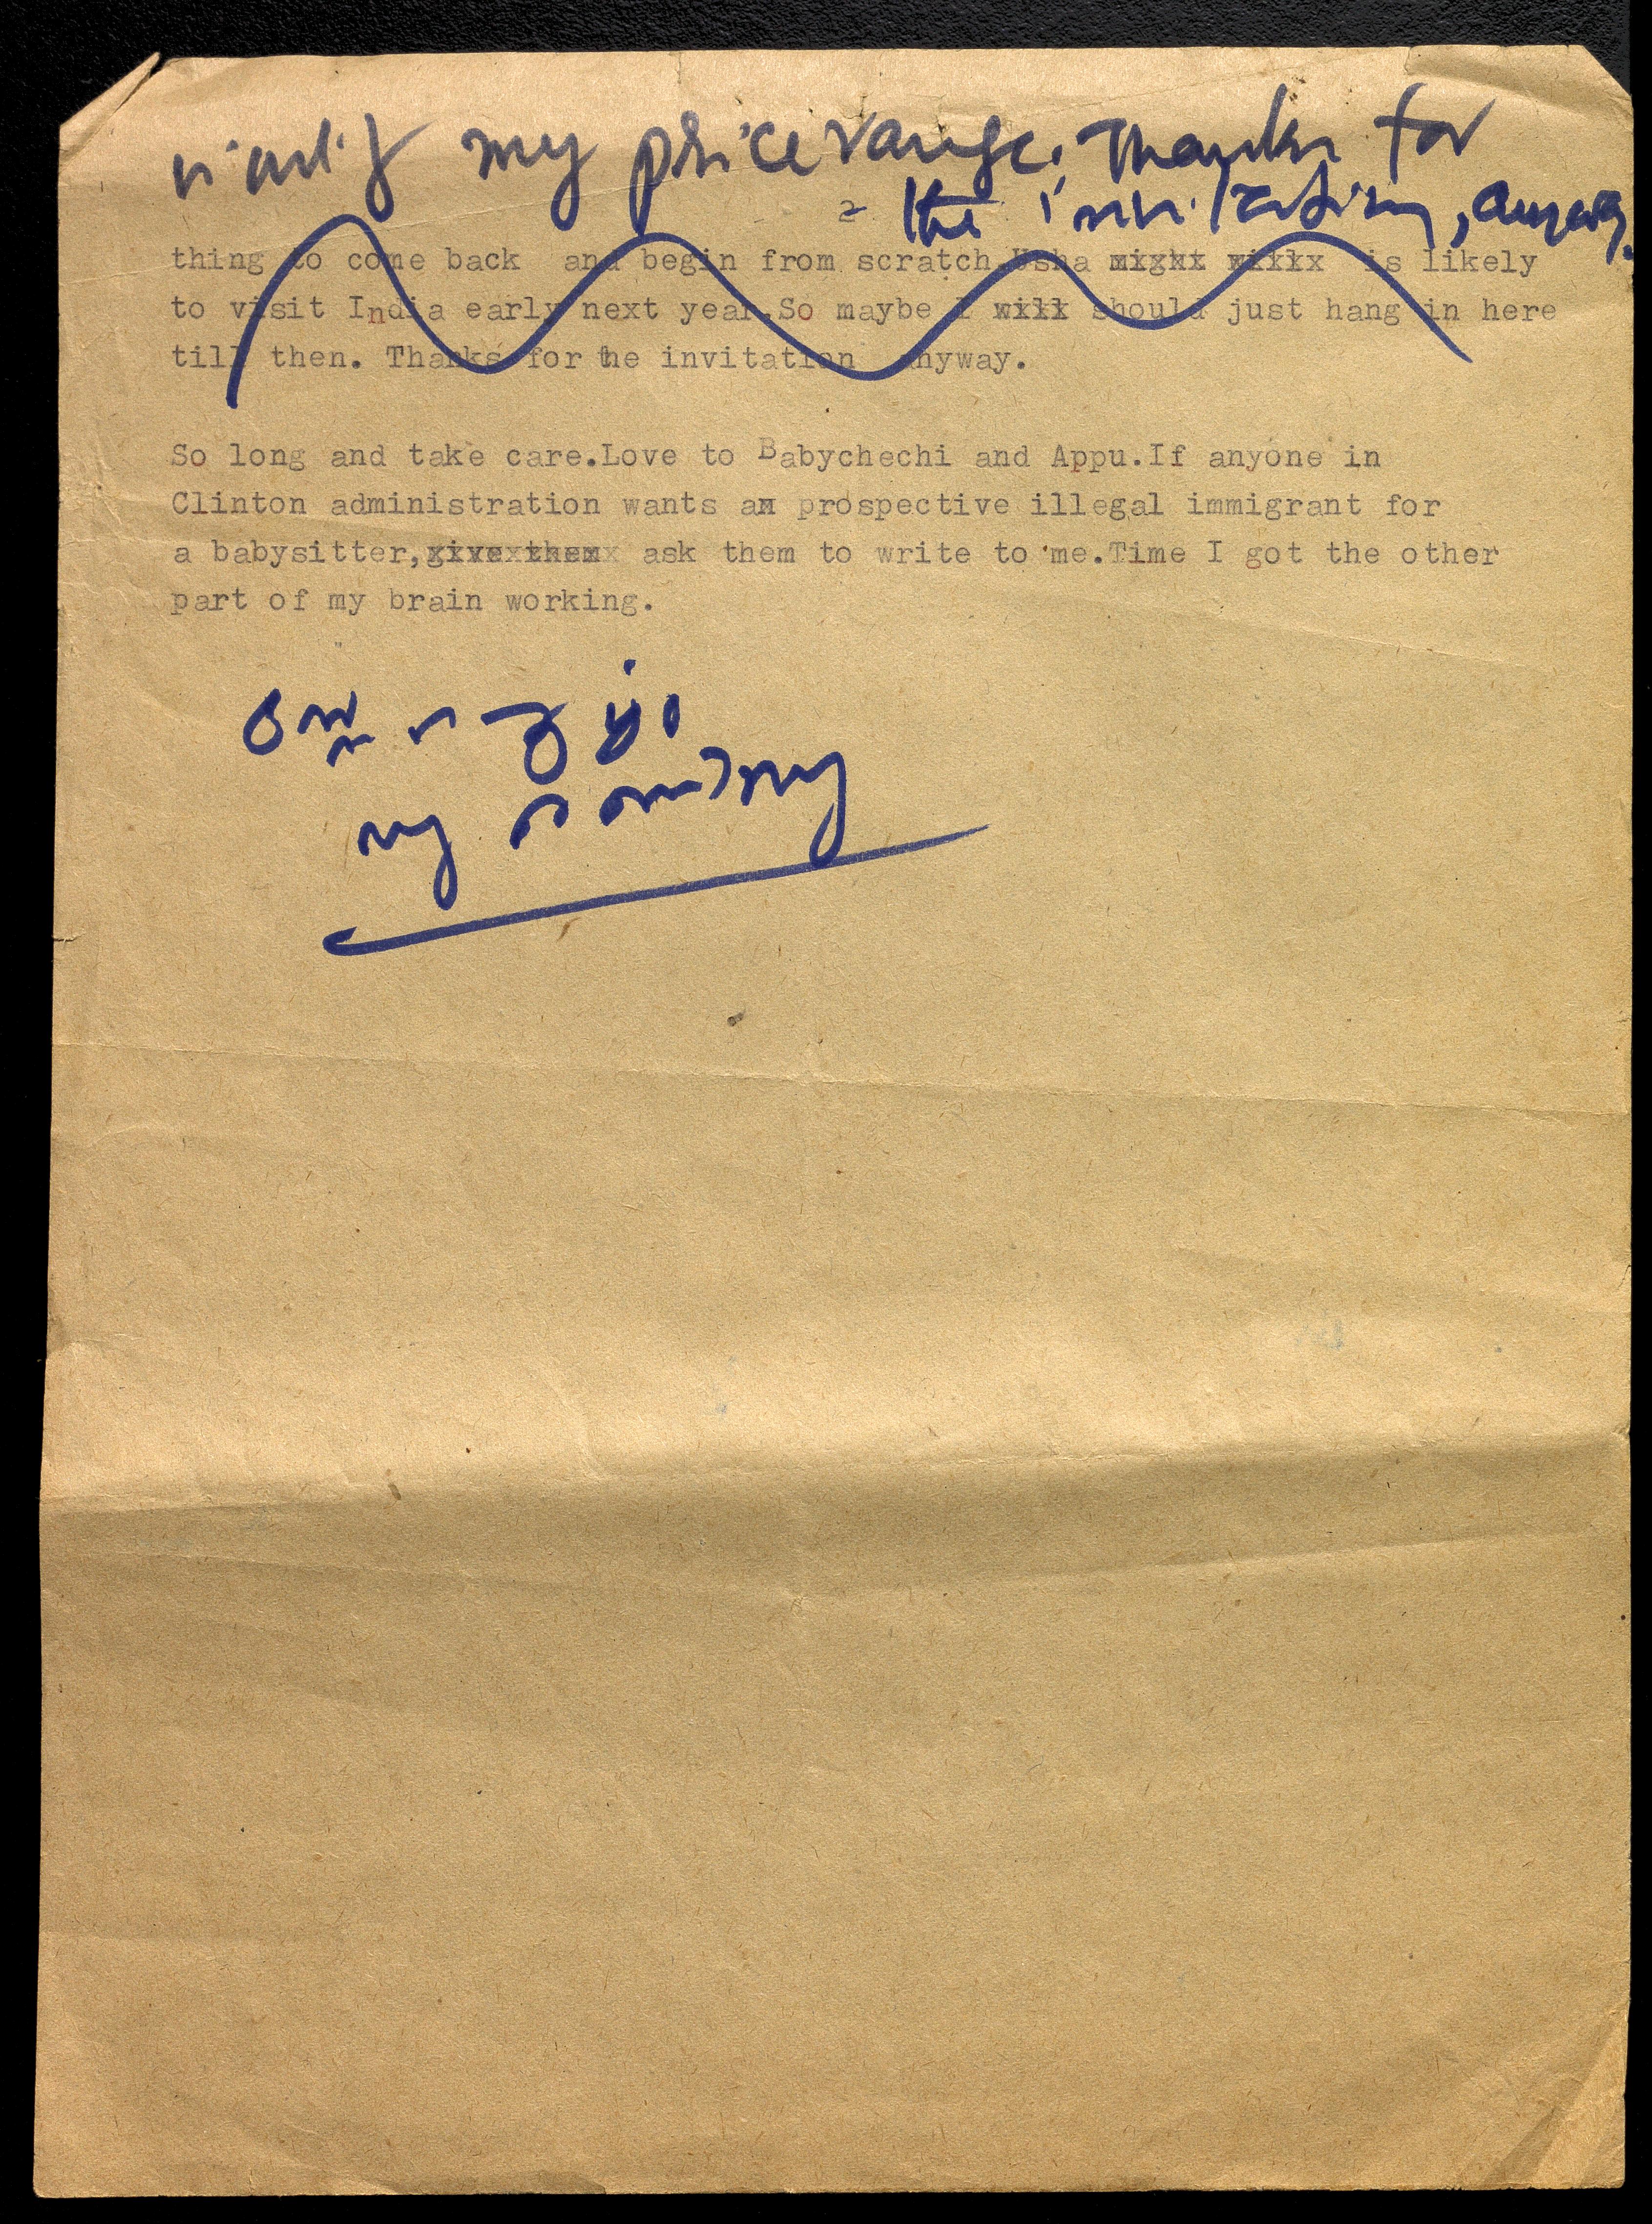 my price range. Thanks for
the invitation, anyway.
2
thing to come back and begin from scratch.Usha might will is likely
to visit India early next year.So maybe I will should just hang in here
till then. Thanks for the invitation anyway.
So long and take care.Love to Babychechi and Appu.If anyone in
Clinton administration wants an prospective illegal immigrant for
a babysitter,give them ask them to write to me.Time I got the other
part of my brain working.